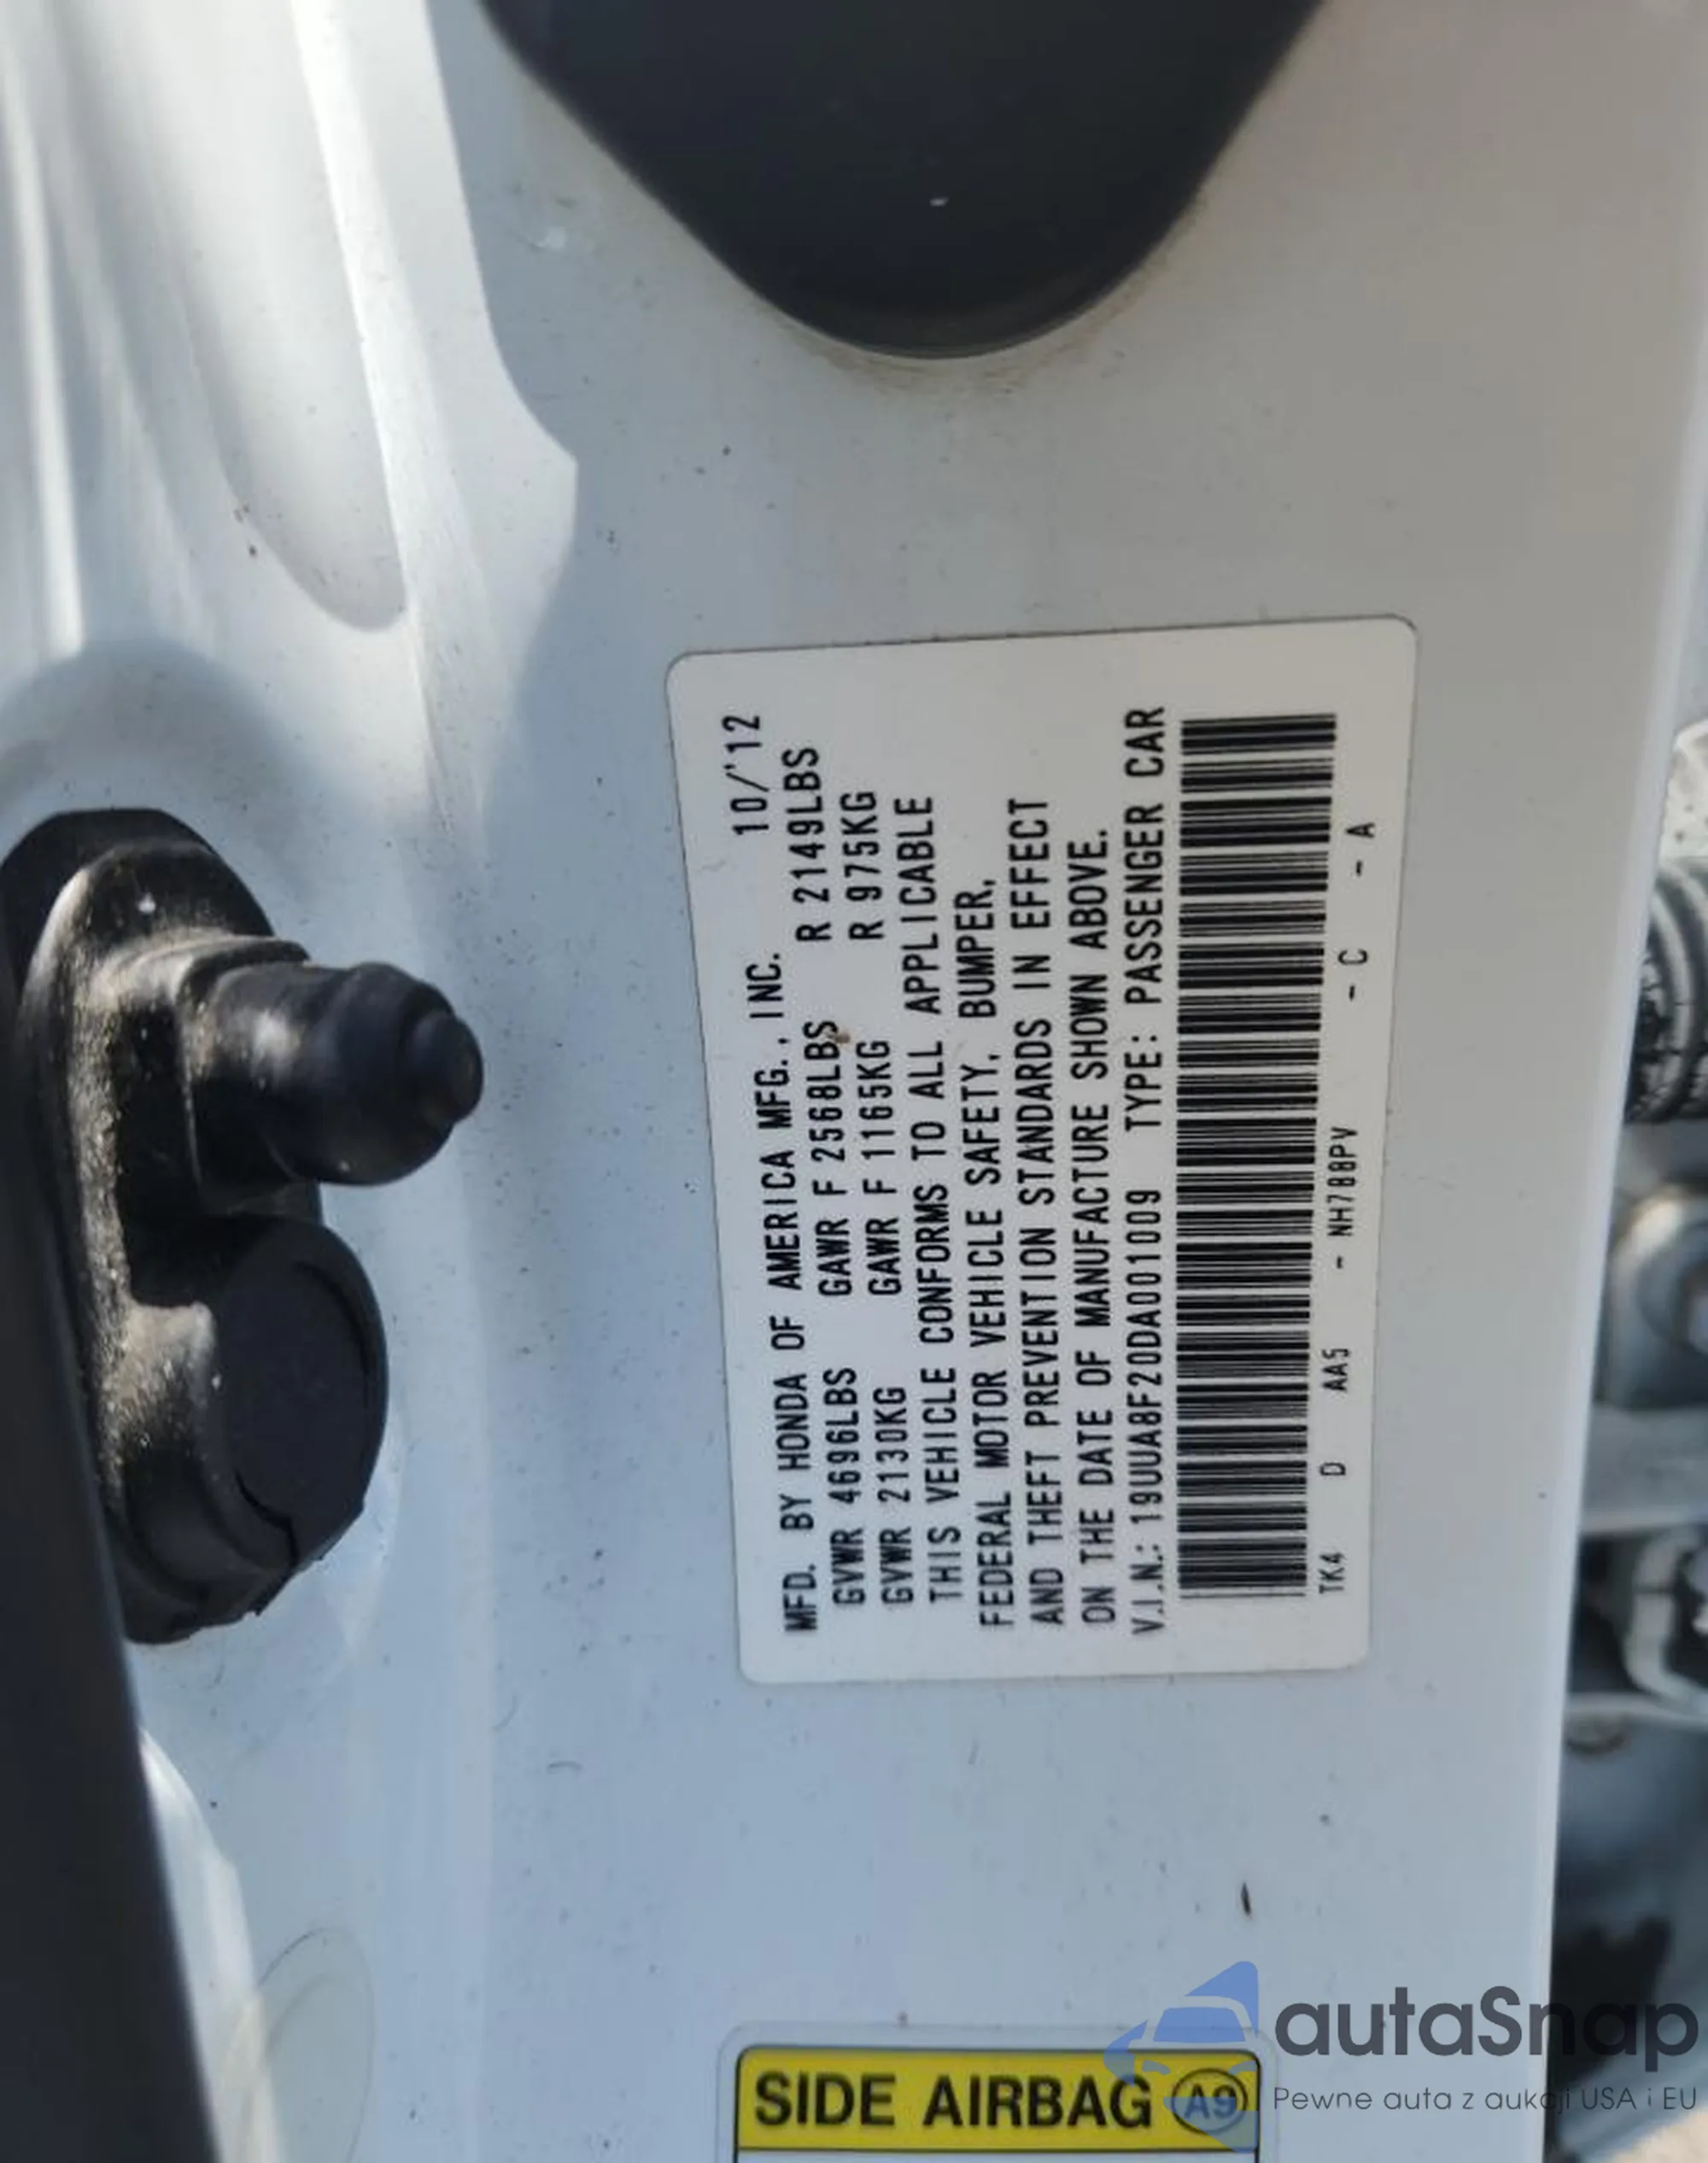 10/'12
MFD. BY HONDA OF AMERICA MFG., INC.
GVWR 4696LBS GAWR F 2568LBS R 2149LBS
GVWR 2130KG GAWR F 1165KG R 975KG
THIS VEHICLE CONFORMS TO ALL APPLICABLE
FEDERAL MOTOR VEHICLE SAFETY, BUMPER,
AND THEFT PREVENTION STANDARDS IN EFFECT
ON THE DATE OF MANUFACTURE SHOWN ABOVE.
V.I.N.: 19UUA8F20DA001009 TYPE: PASSENGER CAR
TK4 D AA5 - NH788PV - C - A
SIDE AIRBAG A9
autaSnap
Pewne auta z aukcji USA i EU